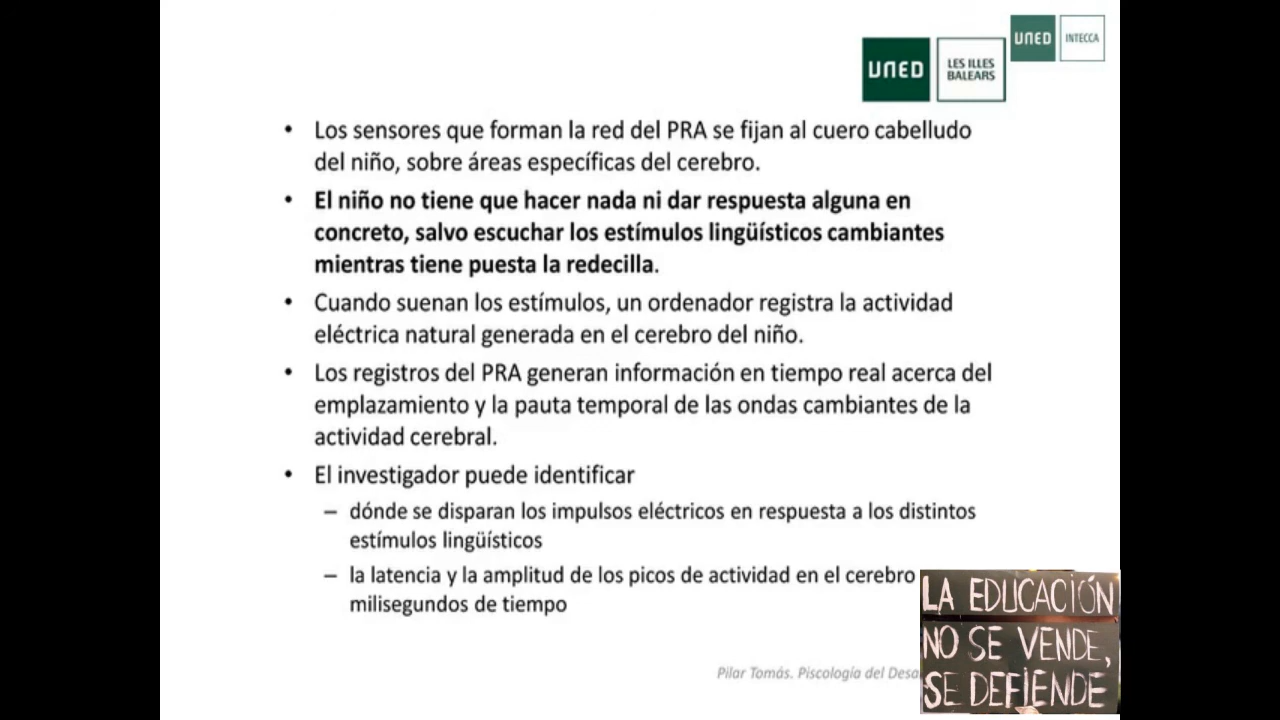 UNED
INTECCA
UNED
LES ILLES
BALEARS
• Los sensores que forman la red del PRA se fijan al cuero cabelludo
del niño, sobre áreas específicas del cerebro.
• El niño no tiene que hacer nada ni dar respuesta alguna en
concreto, salvo escuchar los estímulos lingüísticos cambiantes
mientras tiene puesta la redecilla.
• Cuando suenan los estímulos, un ordenador registra la actividad
eléctrica natural generada en el cerebro del niño.
• Los registros del PRA generan información en tiempo real acerca del
emplazamiento y la pauta temporal de las ondas cambiantes de la
actividad cerebral.
• El investigador puede identificar
– dónde se disparan los impulsos eléctricos en respuesta a los distintos
estímulos lingüísticos
– la latencia y la amplitud de los picos de actividad en el cerebro
milisegundos de tiempo
Pilar Tomás. Piscología del
LA EDUCACIÓN
NO SE VENDE,
SE DEFIENDE